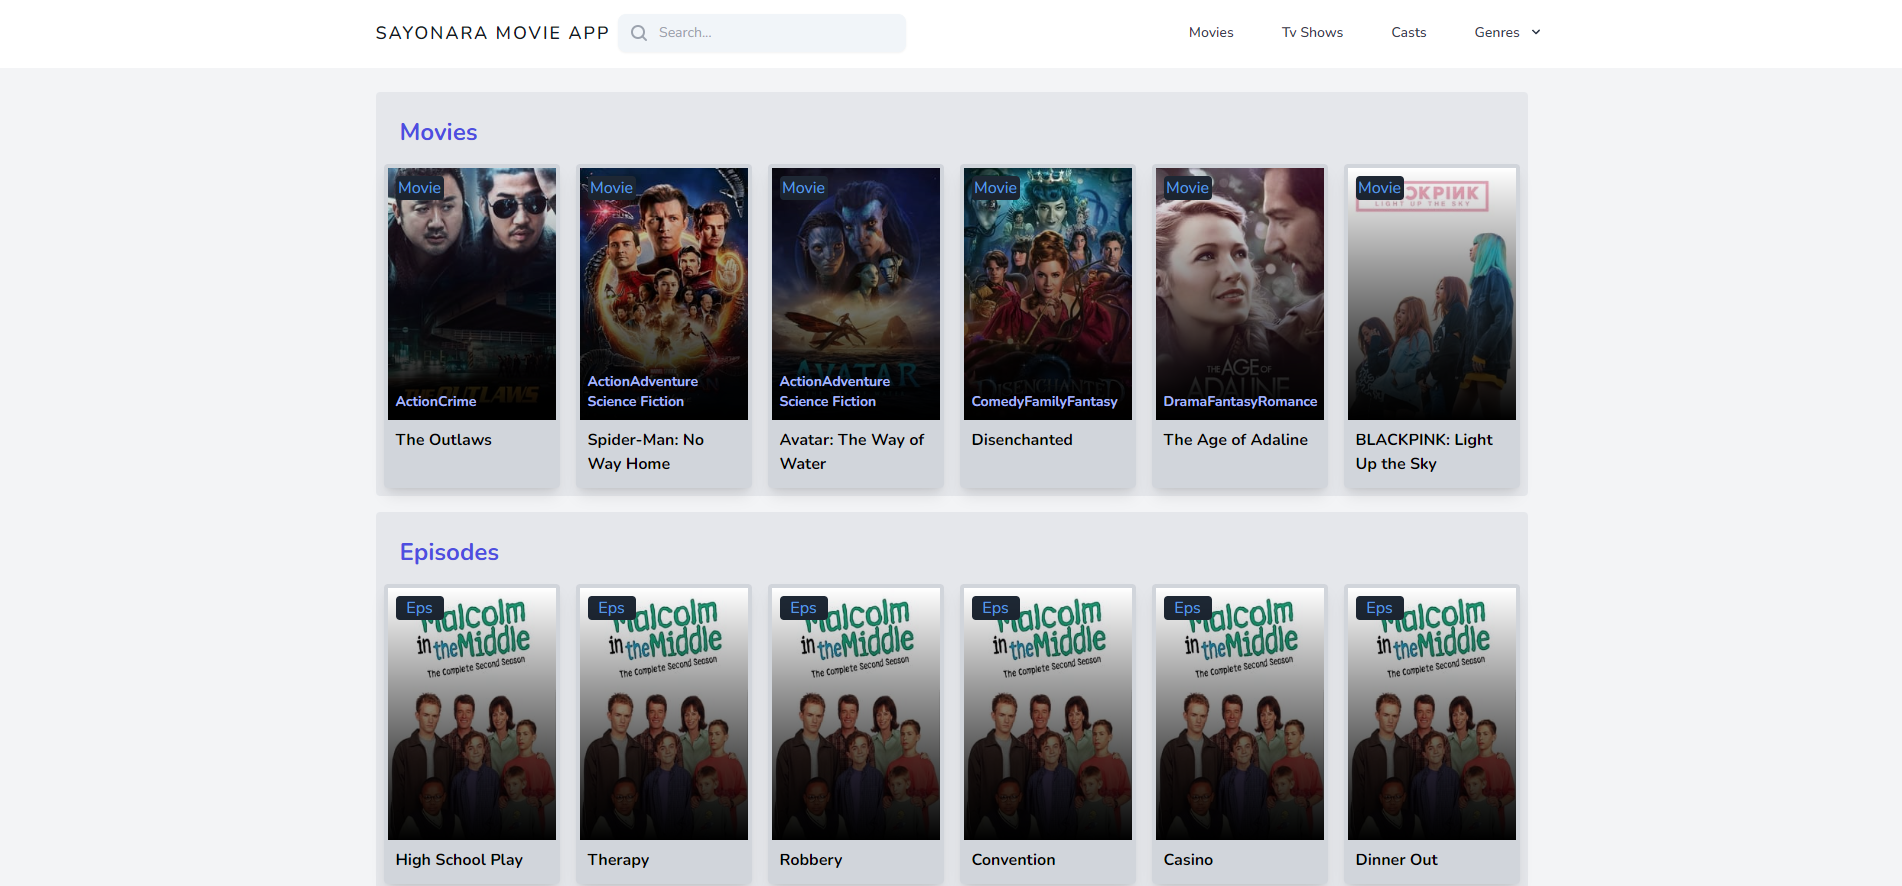 SAYONARA MOVIE APP
Search...
Movies
Tv Shows
Casts
Genres
Movies
Movie
THE OUTLAWS
ActionCrime
The Outlaws
Movie
ActionAdventure
Science Fiction
Spider-Man: No
Way Home
Movie
AVATAR
ActionAdventure
Science Fiction
Avatar: The Way of
Water
Movie
DISENCHANTED
ComedyFamilyFantasy
Disenchanted
Movie
THE AGE OF
ADALINE
DramaFantasyRomance
The Age of Adaline
Movie
CKPIИK
LIGHT UP THE SKY
BLACKPINK: Light
Up the Sky
Episodes
Eps
Malcolm
in the Middle
The Complete Second Season
High School Play
Eps
Malcolm
in the Middle
The Complete Second Season
Therapy
Eps
Malcolm
in the Middle
The Complete Second Season
Robbery
Eps
Malcolm
in the Middle
The Complete Second Season
Convention
Eps
Malcolm
in the Middle
The Complete Second Season
Casino
Eps
Malcolm
in the Middle
The Complete Second Season
Dinner Out